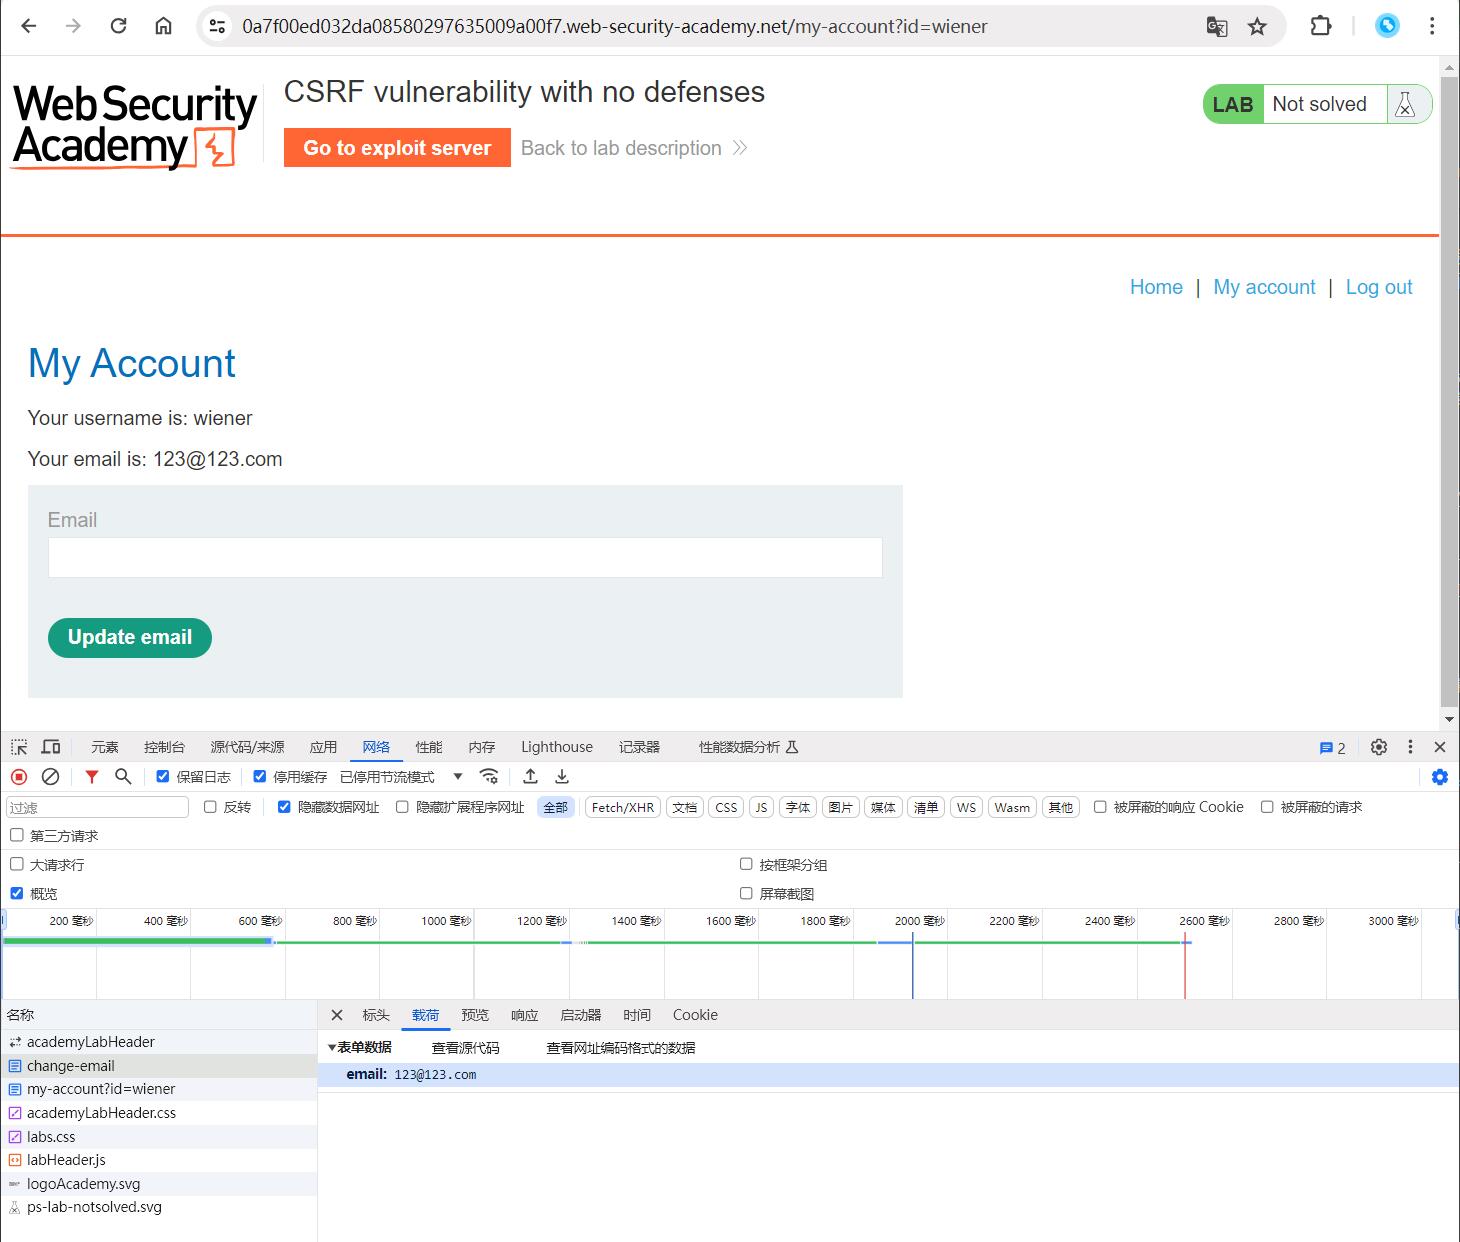 0a7f00ed032da08580297635009a00f7.web-security-academy.net/my-account?id=wiener
Web Security
Academy
CSRF vulnerability with no defenses
Go to exploit server
Back to lab description
LAB
Not solved
Home | My account | Log out
My Account
Your username is: wiener
Your email is: 123@123.com
Email
Update email
元素 控制台 源代码/来源 应用 网络 性能 内存 Lighthouse 记录器 性能数据分析 2
保留日志 停用缓存 已停用节流模式
过滤 反转 隐藏数据网址 隐藏扩展程序网址 全部 Fetch/XHR 文档 CSS JS 字体 图片 媒体 清单 WS Wasm 其他 被屏蔽的响应 Cookie 被屏蔽的请求
第三方请求
大请求行 按框架分组
概览 屏幕截图
200 毫秒 400 毫秒 600 毫秒 800 毫秒 1000 毫秒 1200 毫秒 1400 毫秒 1600 毫秒 1800 毫秒 2000 毫秒 2200 毫秒 2400 毫秒 2600 毫秒 2800 毫秒 3000 毫秒
名称
academyLabHeader
change-email
my-account?id=wiener
academyLabHeader.css
labs.css
labHeader.js
logoAcademy.svg
ps-lab-notsolved.svg
标头 载荷 预览 响应 启动器 时间 Cookie
表单数据 查看源代码 查看网址编码格式的数据
email: 123@123.com